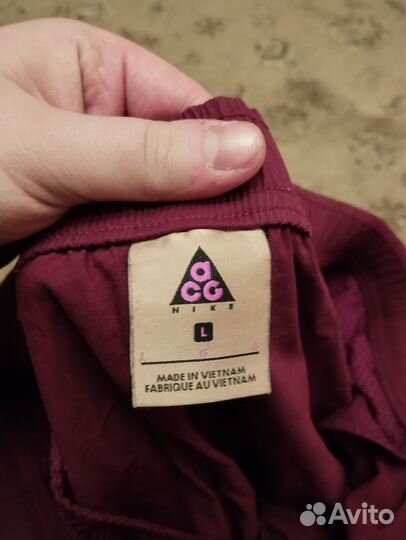 aCG
NIKE
L
L G G
MADE IN VIETNAM
FABRIQUE AU VIETNAM
Avito